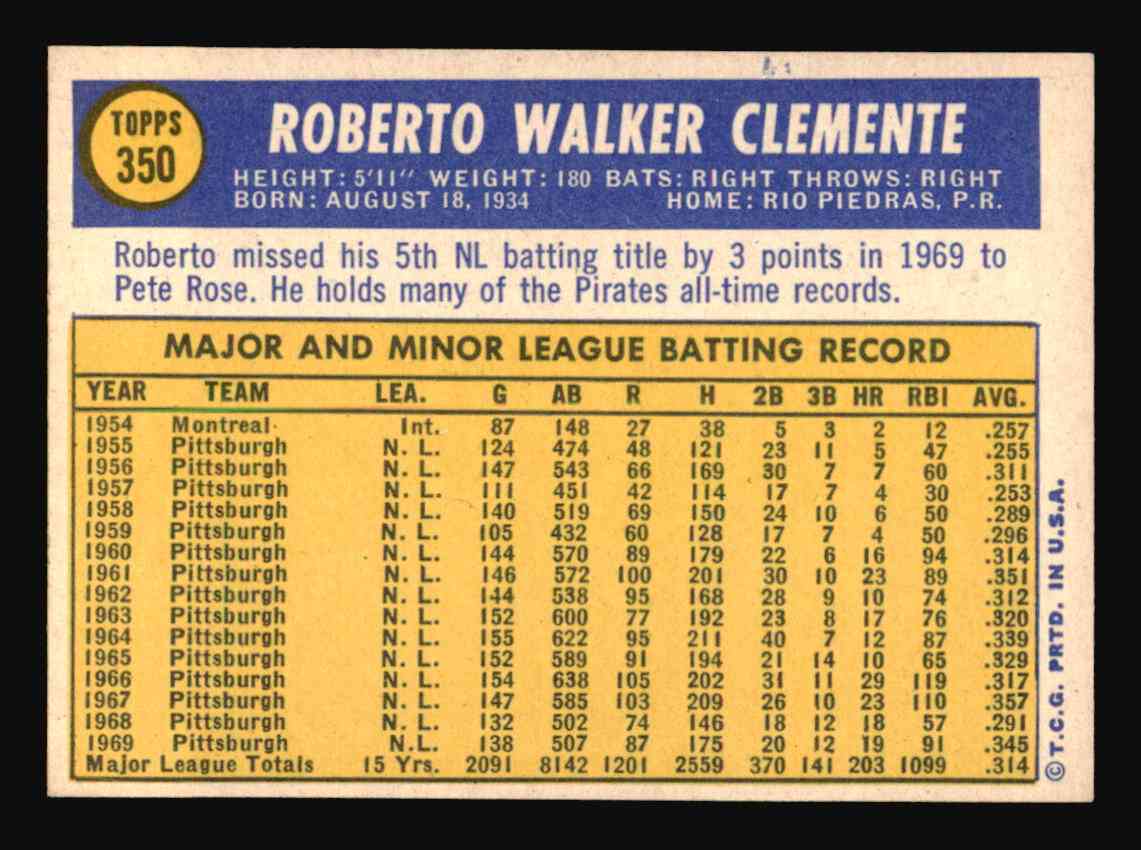 TOPPS
350
ROBERTO WALKER CLEMENTE
HEIGHT: 5'11" WEIGHT: 180 BATS: RIGHT THROWS: RIGHT
BORN: AUGUST 18, 1934 HOME: RIO PIEDRAS, P.R.
Roberto missed his 5th NL batting title by 3 points in 1969 to
Pete Rose. He holds many of the Pirates all-time records.
MAJOR AND MINOR LEAGUE BATTING RECORD
YEAR TEAM LEA. G AB R H 2B 3B HR RBI AVG.
1954 Montreal Int. 87 148 27 38 5 3 2 12 .257
1955 Pittsburgh N. L. 124 474 48 121 23 11 5 47 .255
1956 Pittsburgh N. L. 147 543 66 169 30 7 7 60 .311
1957 Pittsburgh N. L. 111 451 42 114 17 7 4 30 .253
1958 Pittsburgh N. L. 140 519 69 150 24 10 6 50 .289
1959 Pittsburgh N. L. 105 432 60 128 17 7 4 50 .296
1960 Pittsburgh N. L. 144 570 89 179 22 6 16 94 .314
1961 Pittsburgh N. L. 146 572 100 201 30 10 23 89 .351
1962 Pittsburgh N. L. 144 538 95 168 28 9 10 74 .312
1963 Pittsburgh N. L. 152 600 77 192 23 8 17 76 .320
1964 Pittsburgh N. L. 155 622 95 211 40 7 12 87 .339
1965 Pittsburgh N. L. 152 589 91 194 21 14 10 65 .329
1966 Pittsburgh N. L. 154 638 105 202 31 11 29 119 .317
1967 Pittsburgh N. L. 147 585 103 209 26 10 23 110 .357
1968 Pittsburgh N. L. 132 502 74 146 18 12 18 57 .291
1969 Pittsburgh N.L. 138 507 87 175 20 12 19 91 .345
Major League Totals 15 Yrs. 2091 8142 1201 2559 370 141 203 1099 .314
© T.C.G. PRTD. IN U.S.A.